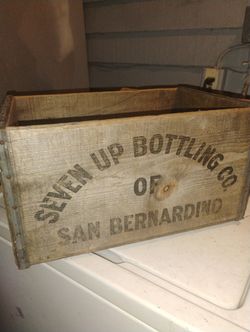 SEVEN UP BOTTLING CO.
OF
SAN BERNARDINO